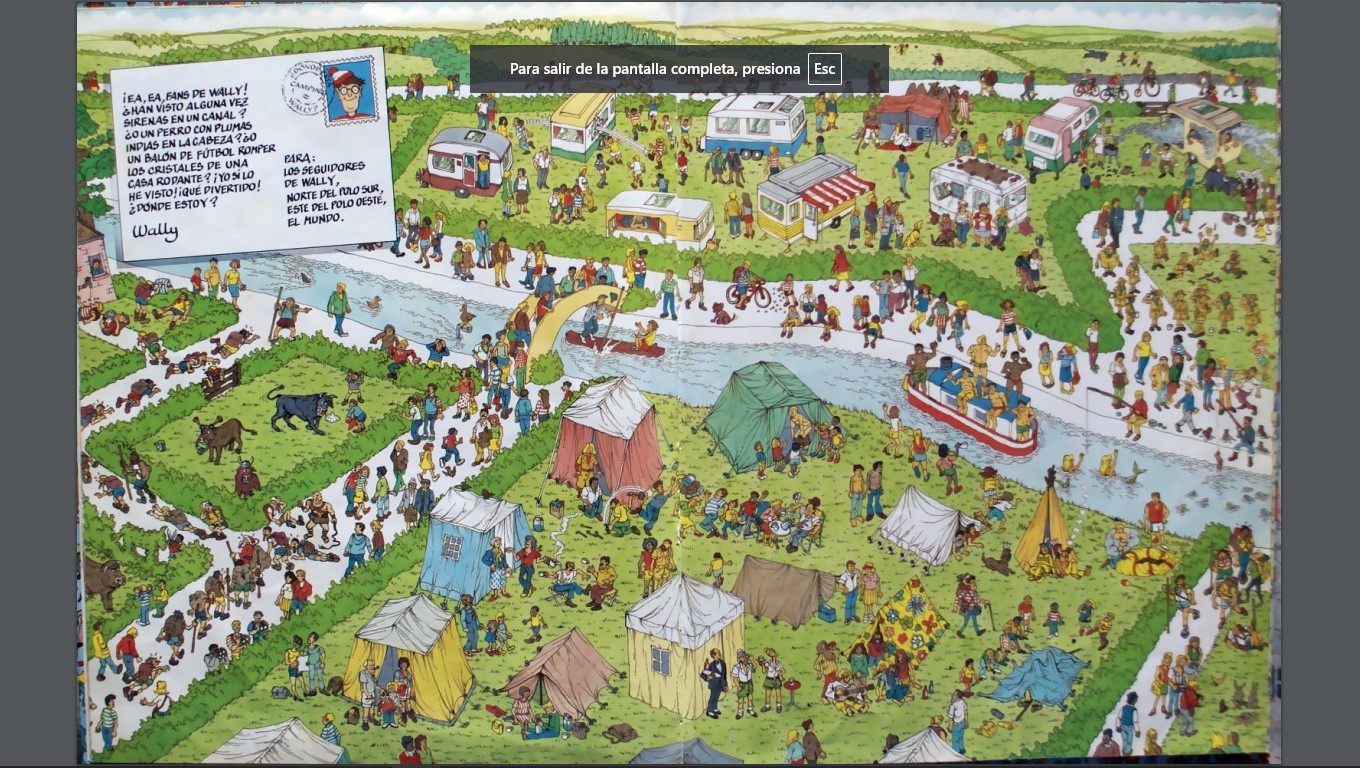 Para salir de la pantalla completa, presiona Esc
¡EA, EA, FANS DE WALLY!
¿HAN VISTO ALGUNA VEZ
SIRENAS EN UN CANAL?
¿O UN PERRO CON PLUMAS
INDIAS EN LA CABEZA? ¿O
UN BALÓN DE FÚTBOL ROMPER
LOS CRISTALES DE UNA
CASA RODANTE? ¡YO SÍ LO
HE VISTO! ¡QUÉ DIVERTIDO!
¿DÓNDE ESTOY?
Wally
¿DÓNDE
CAMPING
WALLY?
PARA:
LOS SEGUIDORES
DE WALLY,
NORTE DEL POLO SUR,
ESTE DEL POLO OESTE,
EL MUNDO.